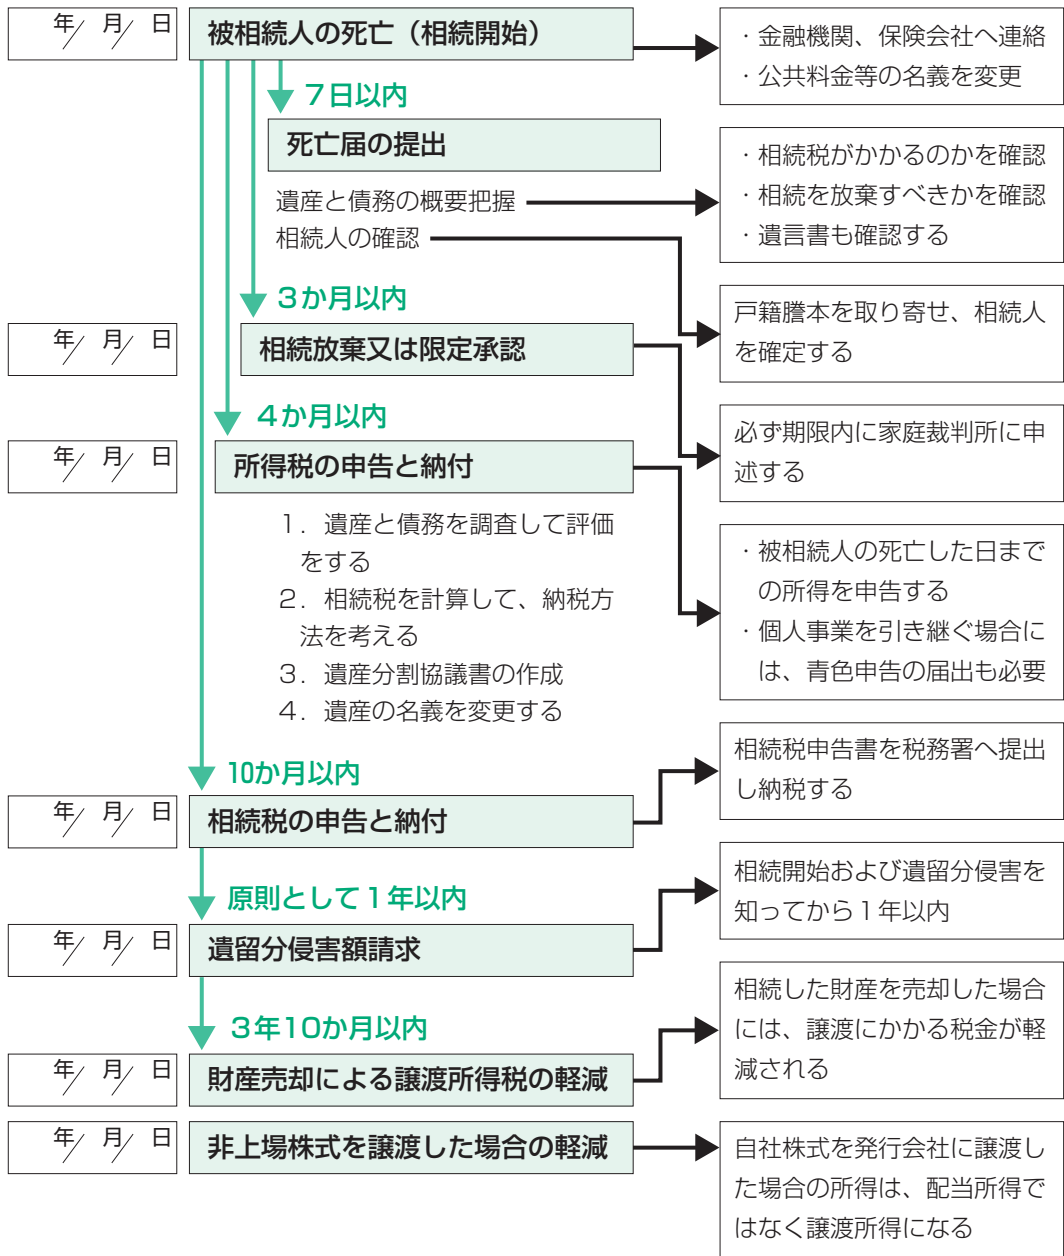 年/ 月/ 日
被相続人の死亡（相続開始）
・金融機関、保険会社へ連絡
・公共料金等の名義を変更
７日以内
死亡届の提出
遺産と債務の概要把握
相続人の確認
・相続税がかかるのかを確認
・相続を放棄すべきかを確認
・遺言書も確認する
戸籍謄本を取り寄せ、相続人
を確定する
３か月以内
年/ 月/ 日
相続放棄又は限定承認
必ず期限内に家庭裁判所に申
述する
４か月以内
年/ 月/ 日
所得税の申告と納付
・被相続人の死亡した日まで
の所得を申告する
・個人事業を引き継ぐ場合に
は、青色申告の届出も必要
１．遺産と債務を調査して評価
をする
２．相続税を計算して、納税方
法を考える
３．遺産分割協議書の作成
４．遺産の名義を変更する
10か月以内
年/ 月/ 日
相続税の申告と納付
相続税申告書を税務署へ提出
し納税する
原則として１年以内
年/ 月/ 日
遺留分侵害額請求
相続開始および遺留分侵害を
知ってから１年以内
３年10か月以内
年/ 月/ 日
財産売却による譲渡所得税の軽減
相続した財産を売却した場合
には、譲渡にかかる税金が軽
減される
年/ 月/ 日
非上場株式を譲渡した場合の軽減
自社株式を発行会社に譲渡し
た場合の所得は、配当所得で
はなく譲渡所得になる